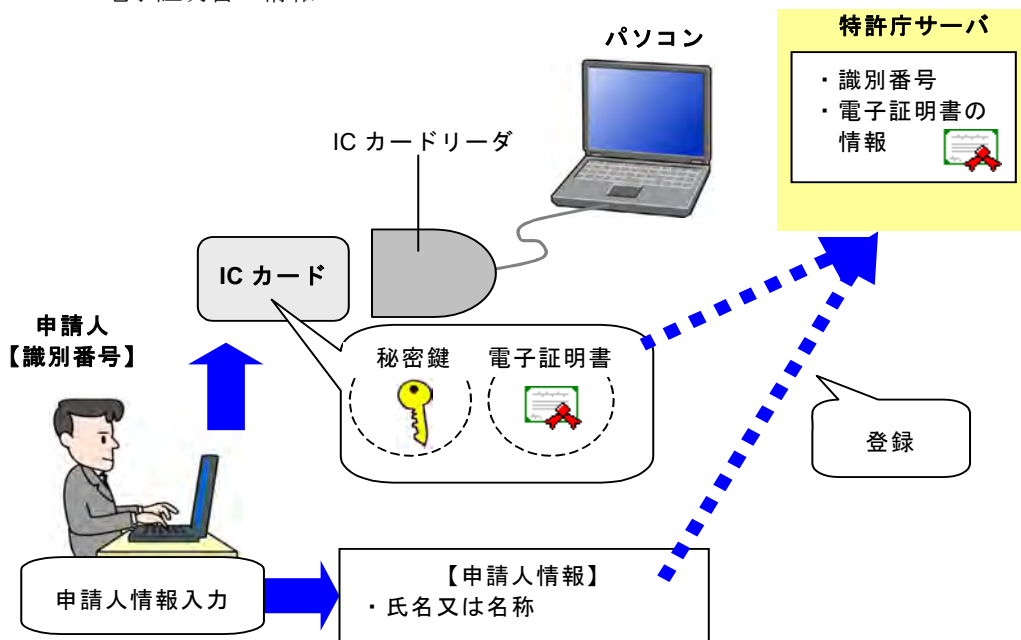 パソコン
特許庁サーバ
・識別番号
・電子証明書の
情報
IC カードリーダ
IC カード
申請人
【識別番号】
秘密鍵
電子証明書
登録
申請人情報入力
【申請人情報】
・氏名又は名称